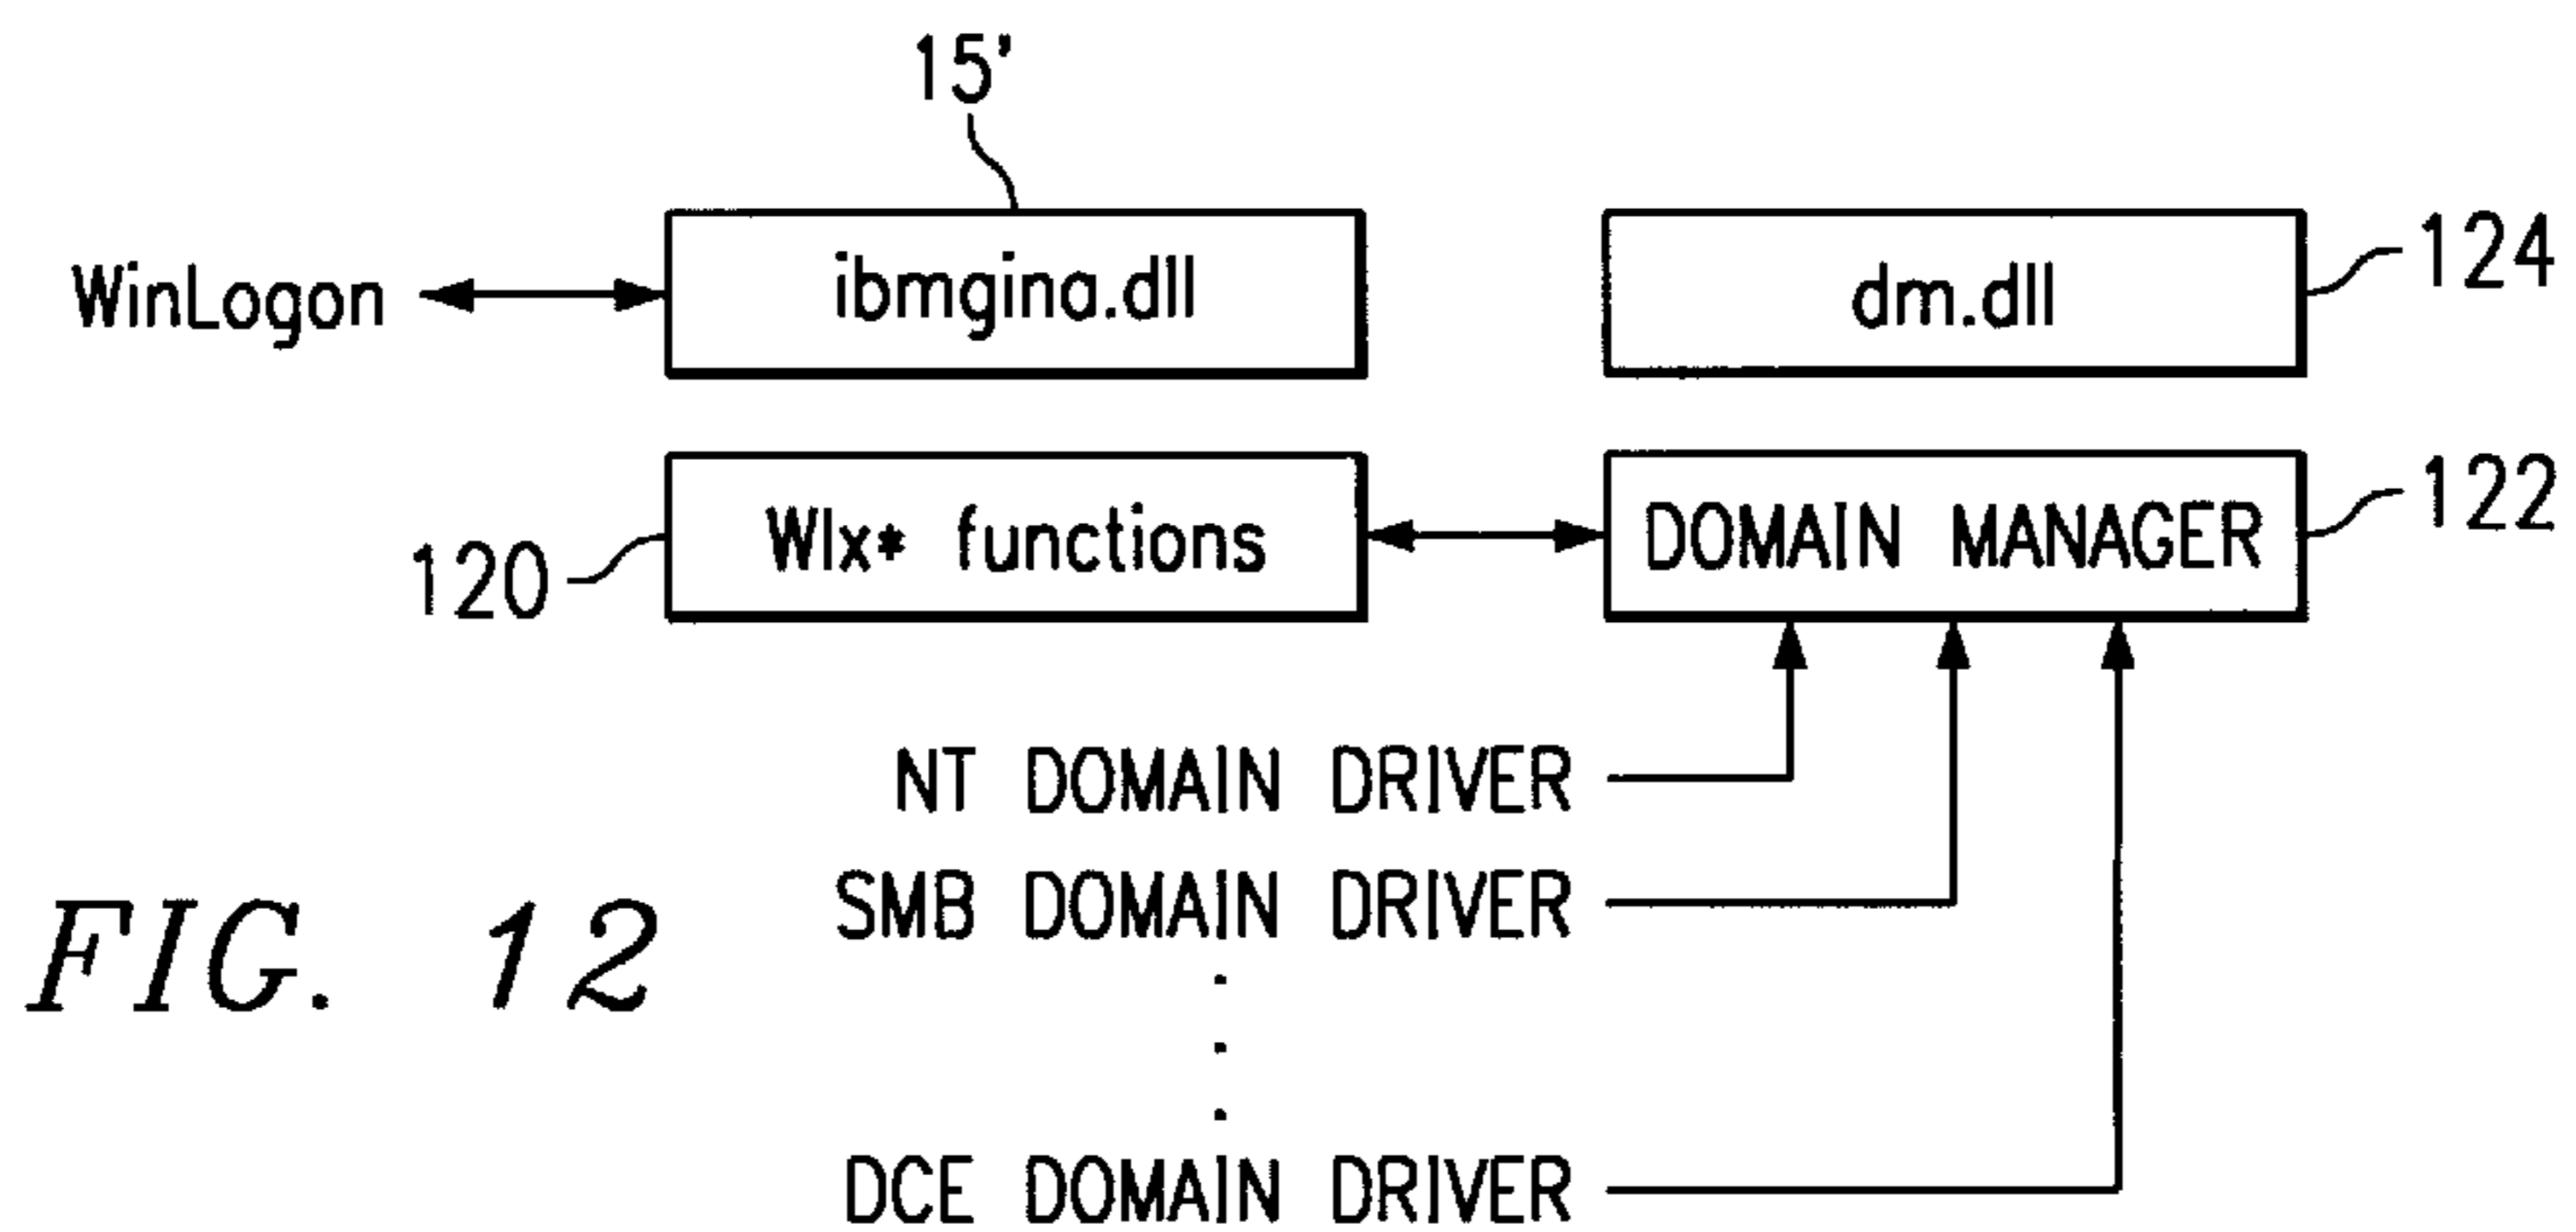 15'
WinLogon
ibmgina.dll
dm.dll
124
120
Wlx* functions
DOMAIN MANAGER
122
NT DOMAIN DRIVER
SMB DOMAIN DRIVER
.
.
.
DCE DOMAIN DRIVER
FIG. 12